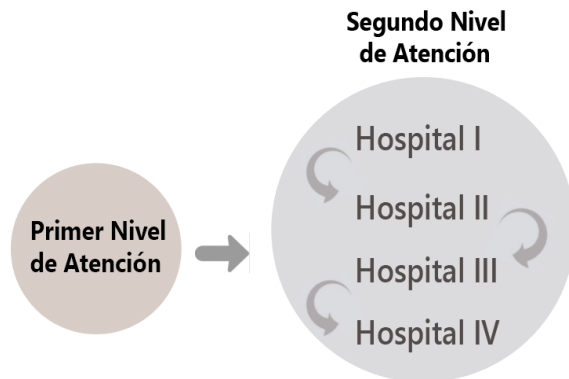 Segundo Nivel
de Atención
Hospital I
Hospital II
Hospital III
Hospital IV
Primer Nivel
de Atención